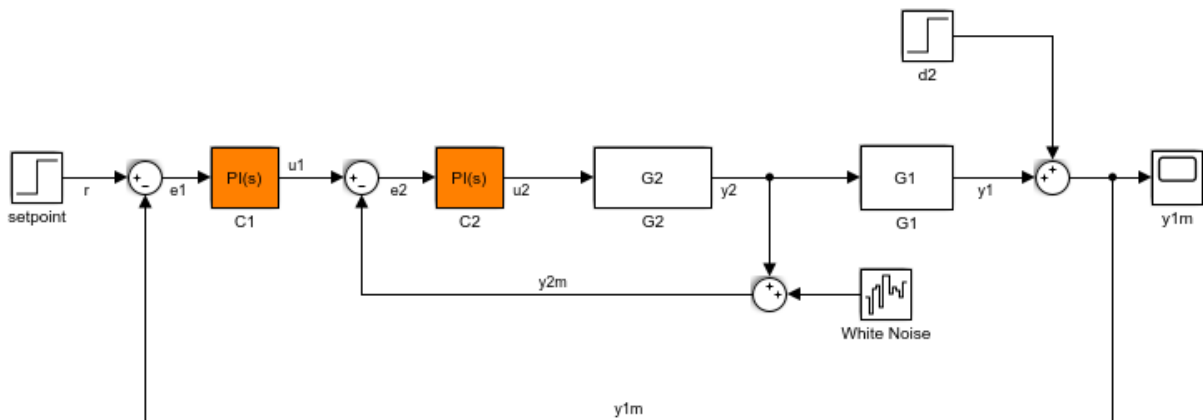 d2
setpoint
r
+
-
e1
PI(s)
C1
u1
+
-
e2
PI(s)
C2
u2
G2
G2
y2
G1
G1
y1
+
+
y1m
y2m
+
+
White Noise
y1m